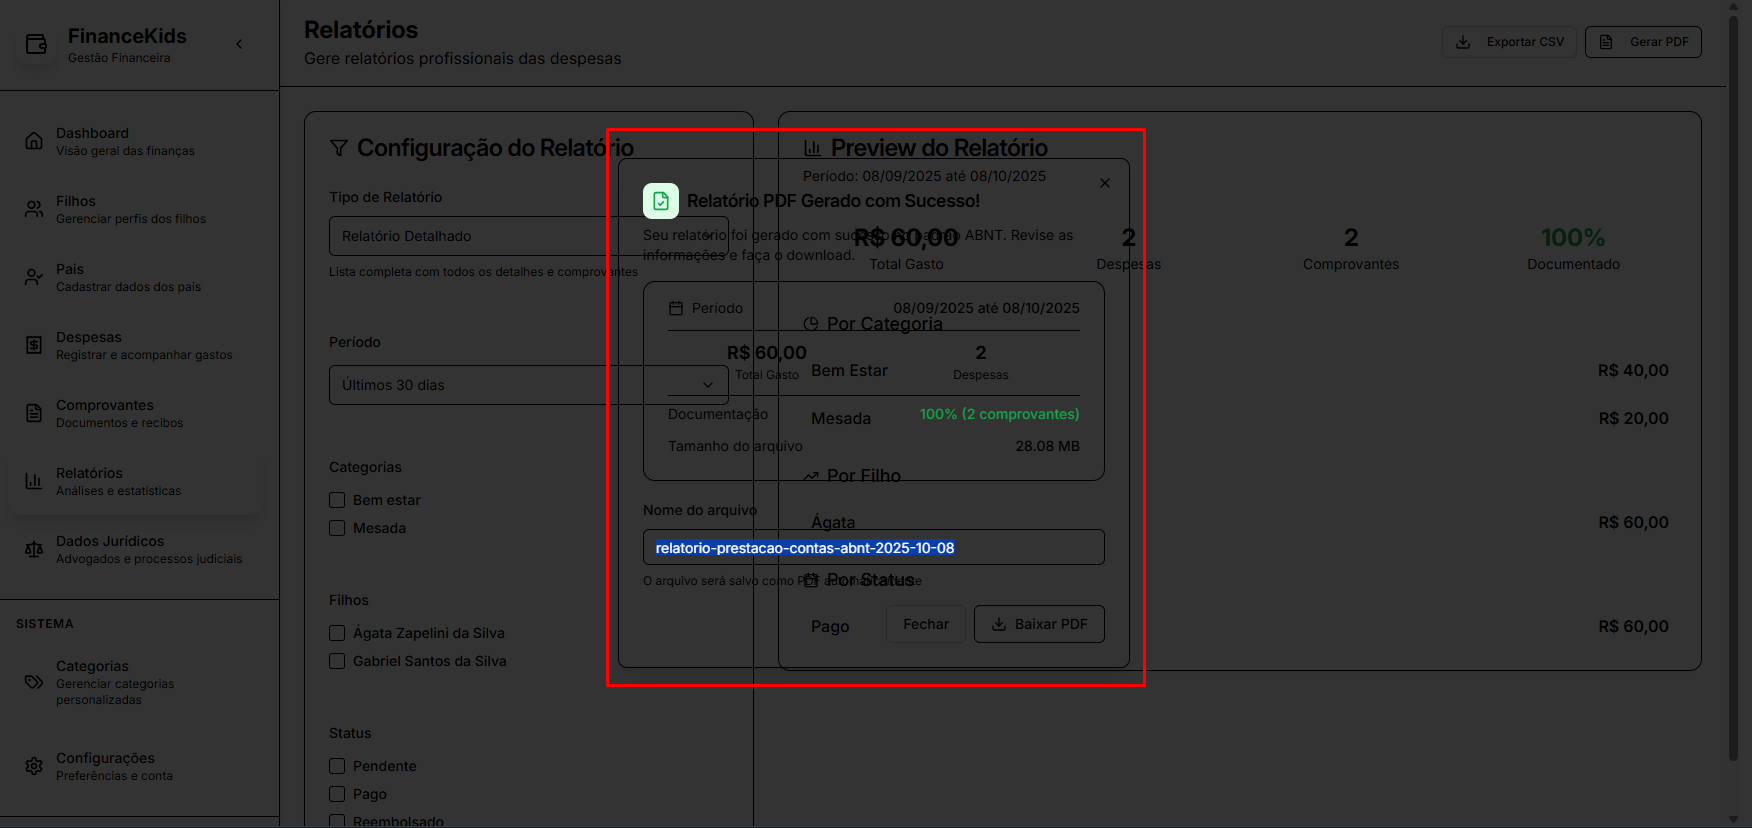 FinanceKids
Gestão Financeira
Dashboard
Visão geral das finanças
Filhos
Gerenciar perfis dos filhos
Pais
Cadastrar dados dos pais
Despesas
Registrar e acompanhar gastos
Comprovantes
Documentos e recibos
Relatórios
Análises e estatísticas
Dados Jurídicos
Advogados e processos judiciais
SISTEMA
Categorias
Gerenciar categorias
personalizadas
Configurações
Preferências e conta
Relatórios
Gere relatórios profissionais das despesas
Exportar CSV
Gerar PDF
Configuração do Relatório
Tipo de Relatório
Relatório Detalhado
Lista completa com todos os detalhes e comprovantes
Período
Últimos 30 dias
Categorias
Bem estar
Mesada
Filhos
Ágata Zapelini da Silva
Gabriel Santos da Silva
Status
Pendente
Pago
Reembolsado
Preview do Relatório
Período: 08/09/2025 até 08/10/2025
R$ 60,00
Total Gasto
2
Despesas
2
Comprovantes
100%
Documentado
Por Categoria
Bem Estar
R$ 40,00
Mesada
R$ 20,00
Por Filho
Ágata
R$ 60,00
Por Status
Pago
R$ 60,00
Relatório PDF Gerado com Sucesso!
Seu relatório foi gerado com sucesso no padrão ABNT. Revise as
informações e faça o download.
Período
08/09/2025 até 08/10/2025
R$ 60,00
Total Gasto
2
Despesas
Documentação
100% (2 comprovantes)
Tamanho do arquivo
28.08 MB
Nome do arquivo
relatorio-prestacao-contas-abnt-2025-10-08
O arquivo será salvo como PDF automaticamente
Fechar
Baixar PDF